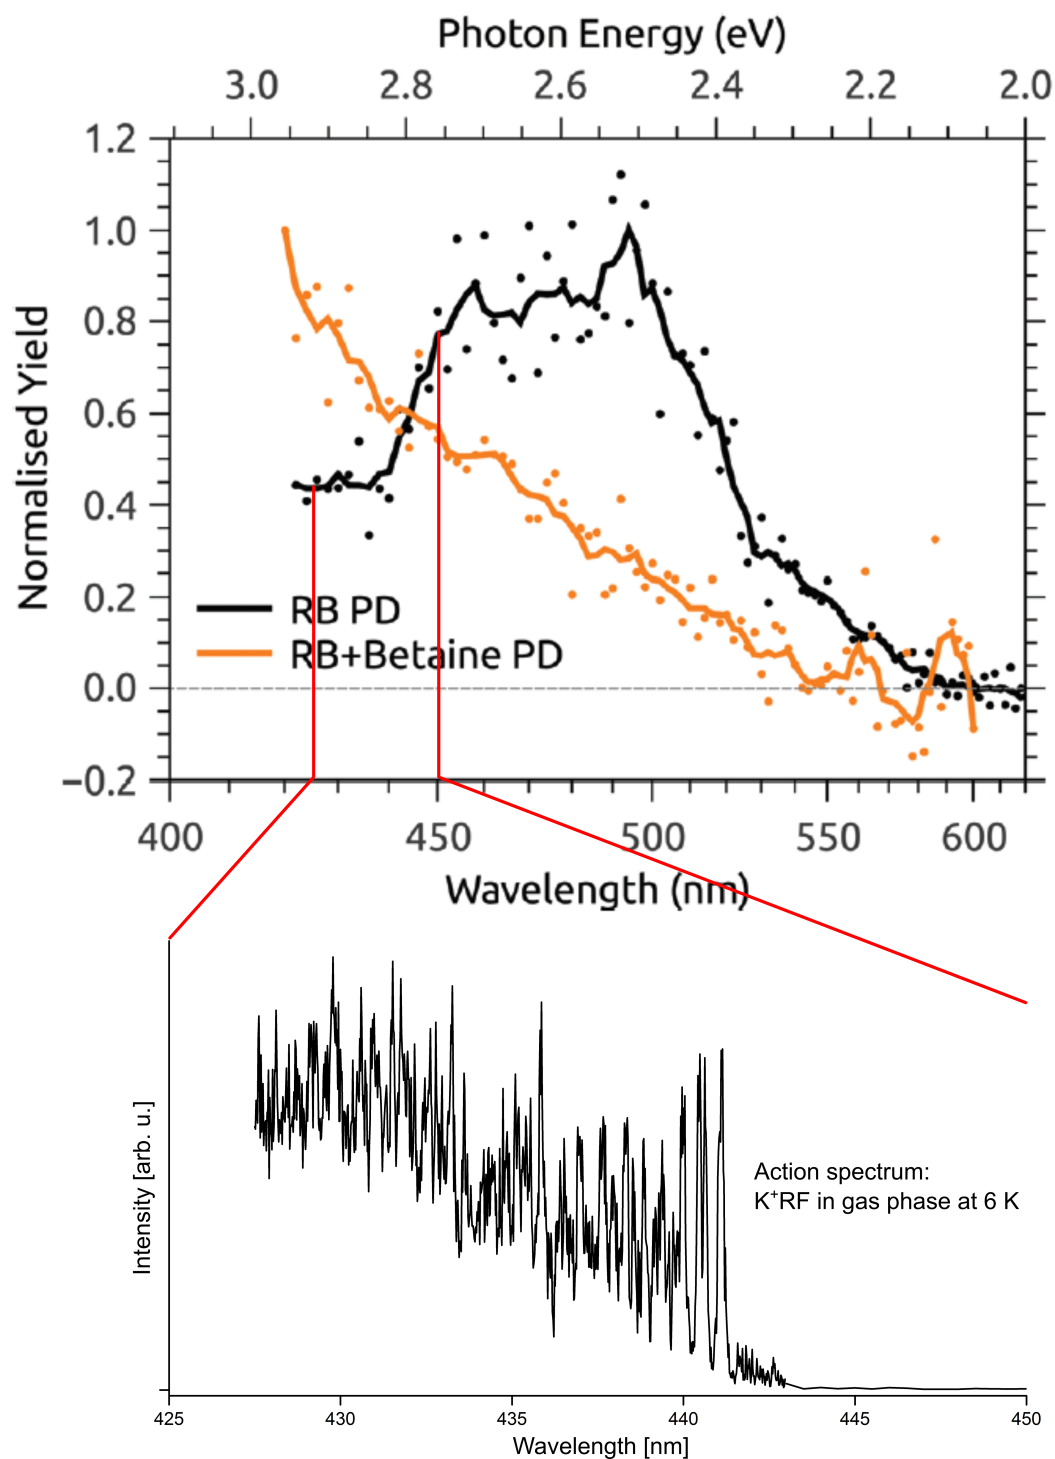 Photon Energy (eV)
3.0 2.8 2.6 2.4 2.2 2.0
1.2
1.0
0.8
0.6
0.4
0.2
0.0
−0.2
Normalised Yield
RB PD
RB+Betaine PD
400 450 500 550 600
Wavelength (nm)
Intensity [arb. u.]
Action spectrum:
K⁺RF in gas phase at 6 K
425 430 435 440 445 450
Wavelength [nm]